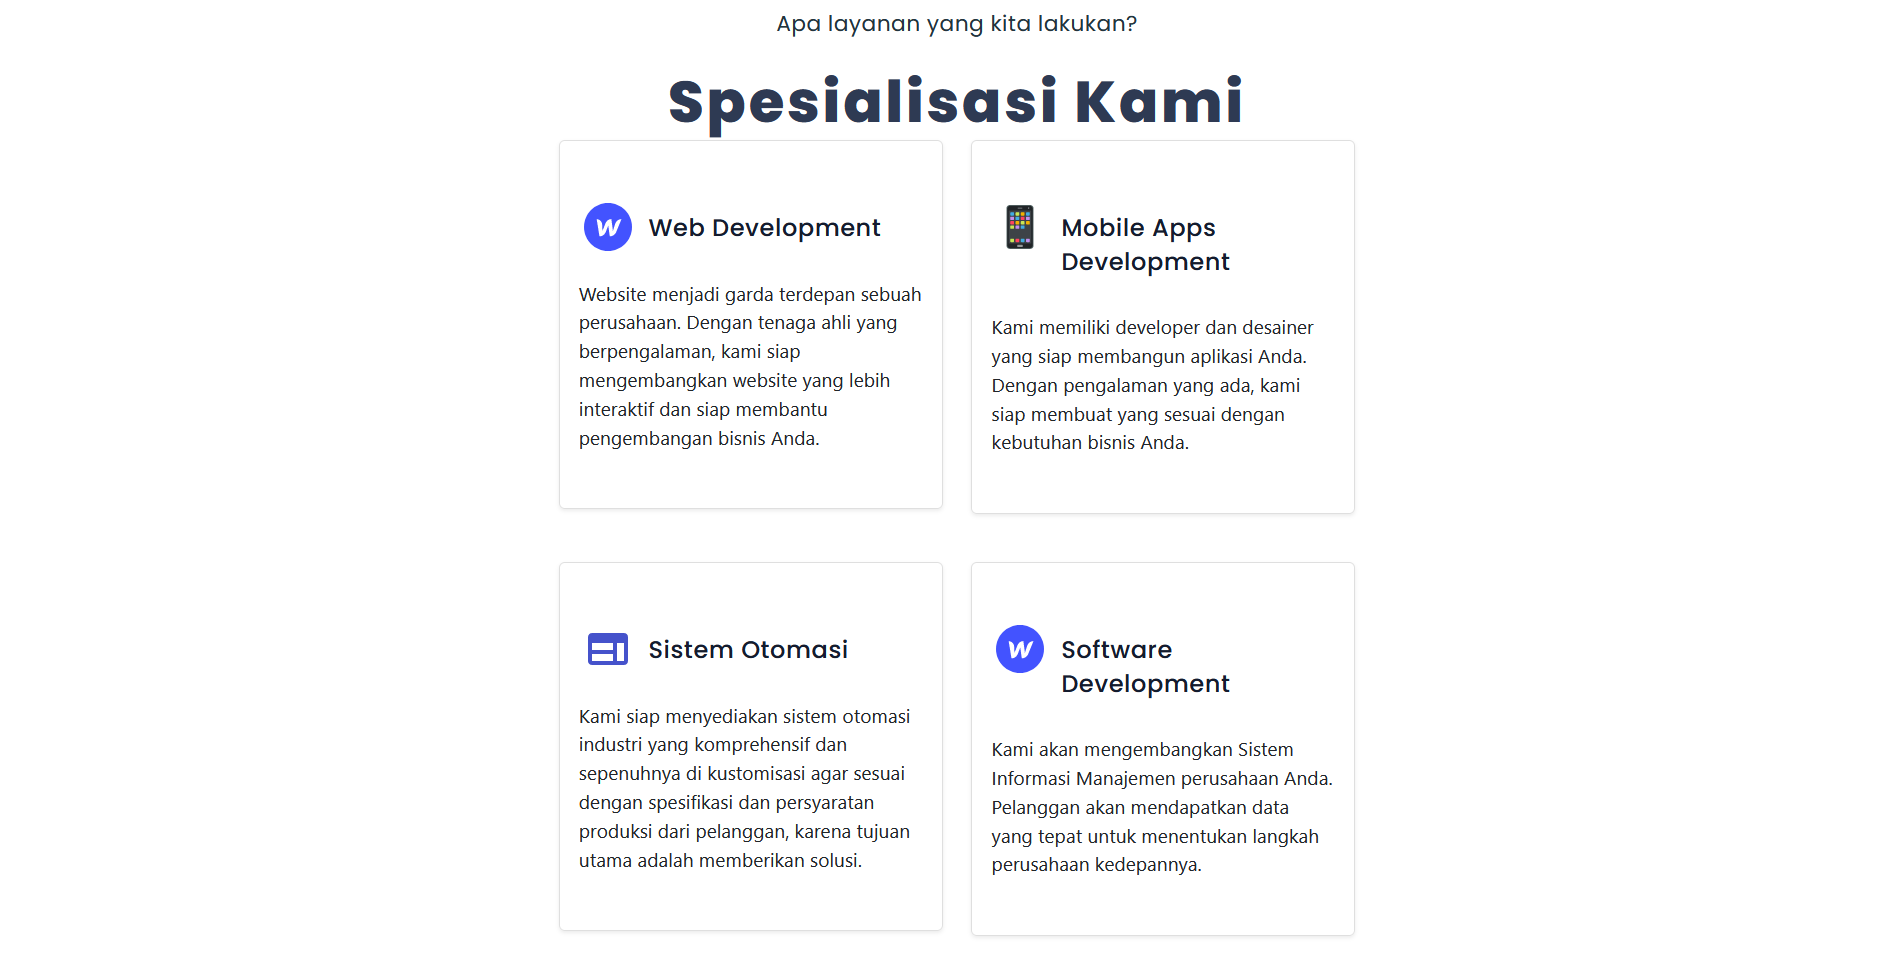 Apa layanan yang kita lakukan?
Spesialisasi Kami
W Web Development
Website menjadi garda terdepan sebuah
perusahaan. Dengan tenaga ahli yang
berpengalaman, kami siap
mengembangkan website yang lebih
interaktif dan siap membantu
pengembangan bisnis Anda.
Mobile Apps
Development
Kami memiliki developer dan desainer
yang siap membangun aplikasi Anda.
Dengan pengalaman yang ada, kami
siap membuat yang sesuai dengan
kebutuhan bisnis Anda.
Sistem Otomasi
Kami siap menyediakan sistem otomasi
industri yang komprehensif dan
sepenuhnya di kustomisasi agar sesuai
dengan spesifikasi dan persyaratan
produksi dari pelanggan, karena tujuan
utama adalah memberikan solusi.
W Software
Development
Kami akan mengembangkan Sistem
Informasi Manajemen perusahaan Anda.
Pelanggan akan mendapatkan data
yang tepat untuk menentukan langkah
perusahaan kedepannya.